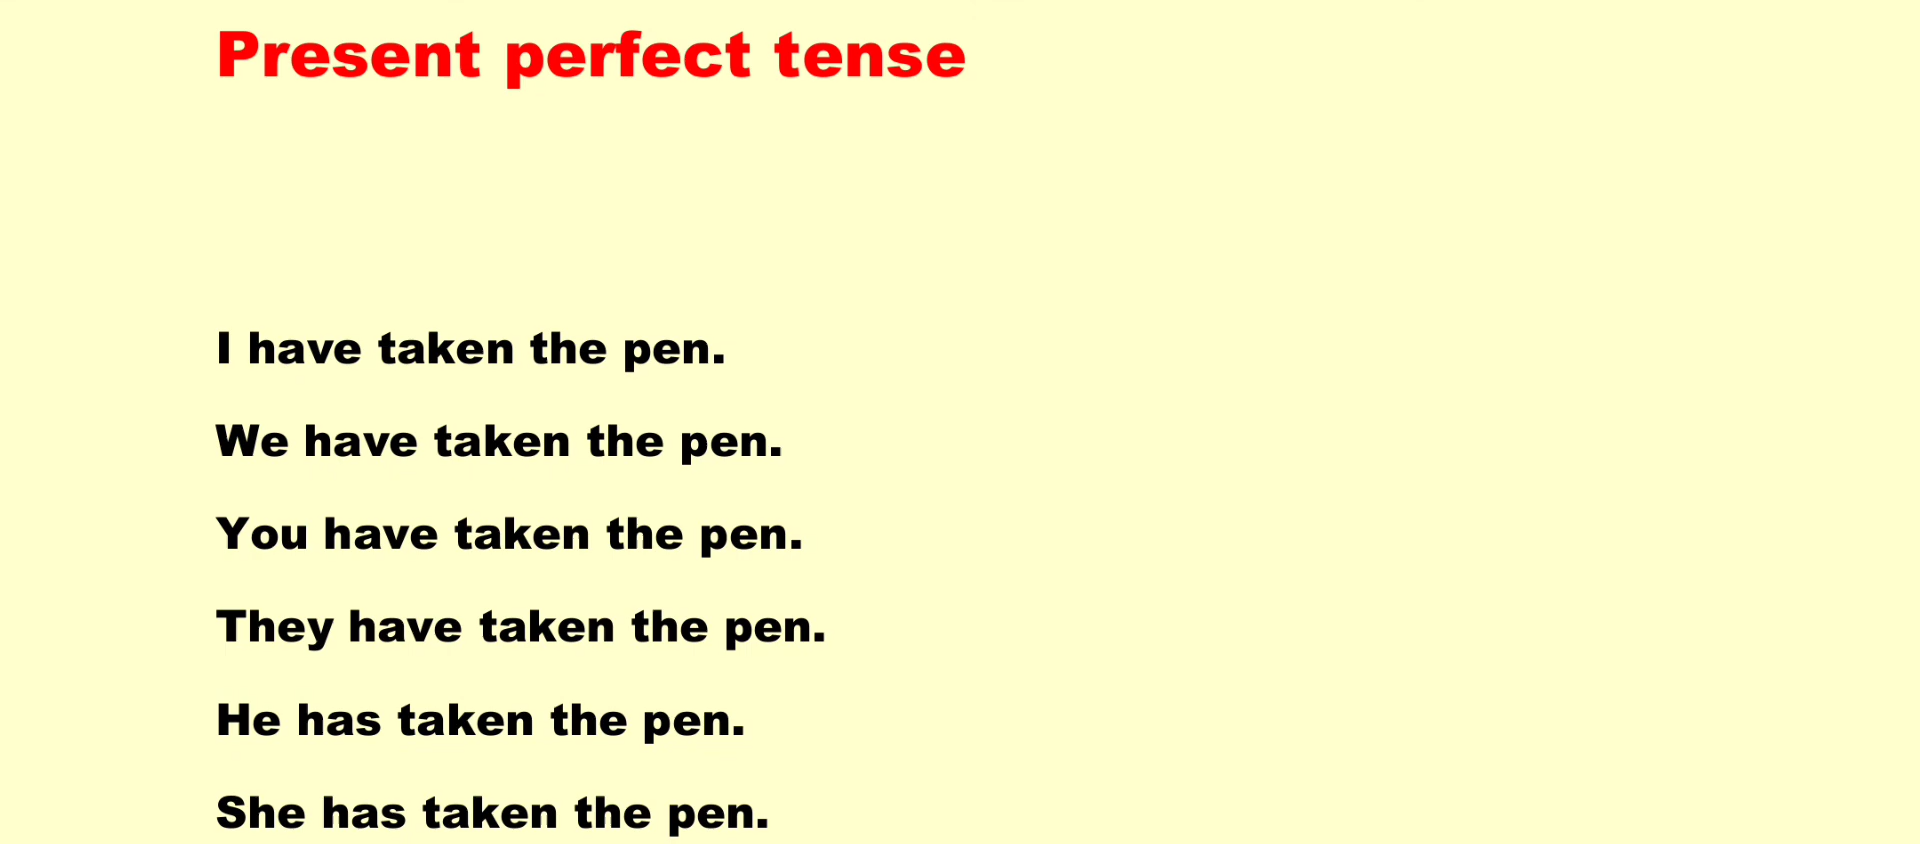 Present perfect tense
I have taken the pen.
We have taken the pen.
You have taken the pen.
They have taken the pen.
He has taken the pen.
She has taken the pen.